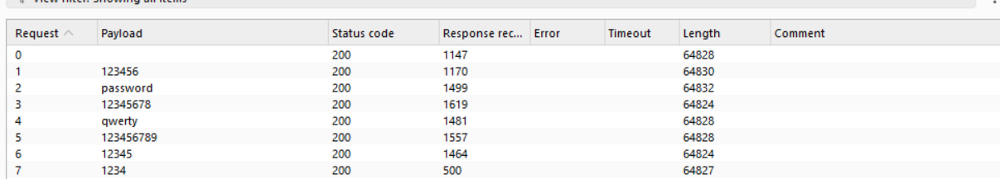 View filter: Showing all items
Request Payload Status code Response rec... Error Timeout Length Comment
0 200 1147 64828
1 123456 200 1170 64830
2 password 200 1499 64832
3 12345678 200 1619 64824
4 qwerty 200 1481 64828
5 123456789 200 1557 64828
6 12345 200 1464 64824
7 1234 200 500 64827